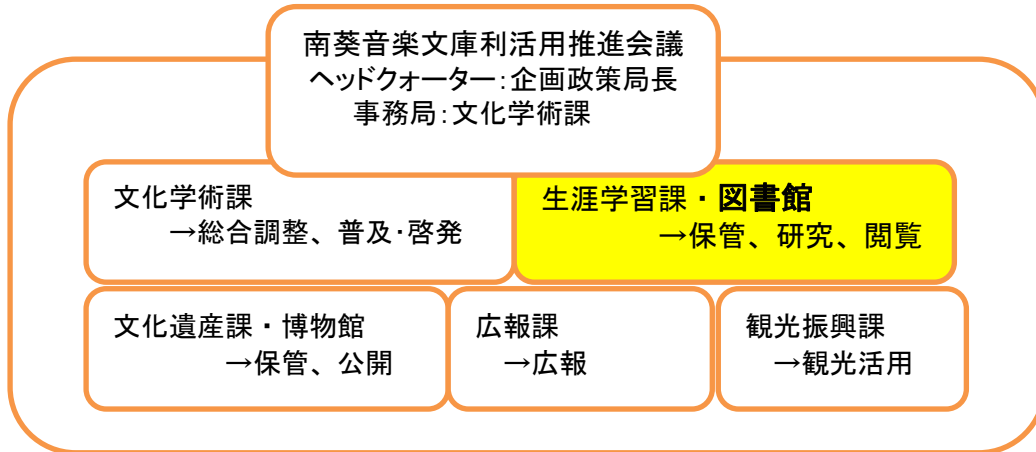 南葵音楽文庫利活用推進会議
ヘッドクォーター：企画政策局長
事務局：文化学術課
文化学術課
→総合調整、普及・啓発
生涯学習課・図書館
→保管、研究、閲覧
文化遺産課・博物館
→保管、公開
広報課
→広報
観光振興課
→観光活用